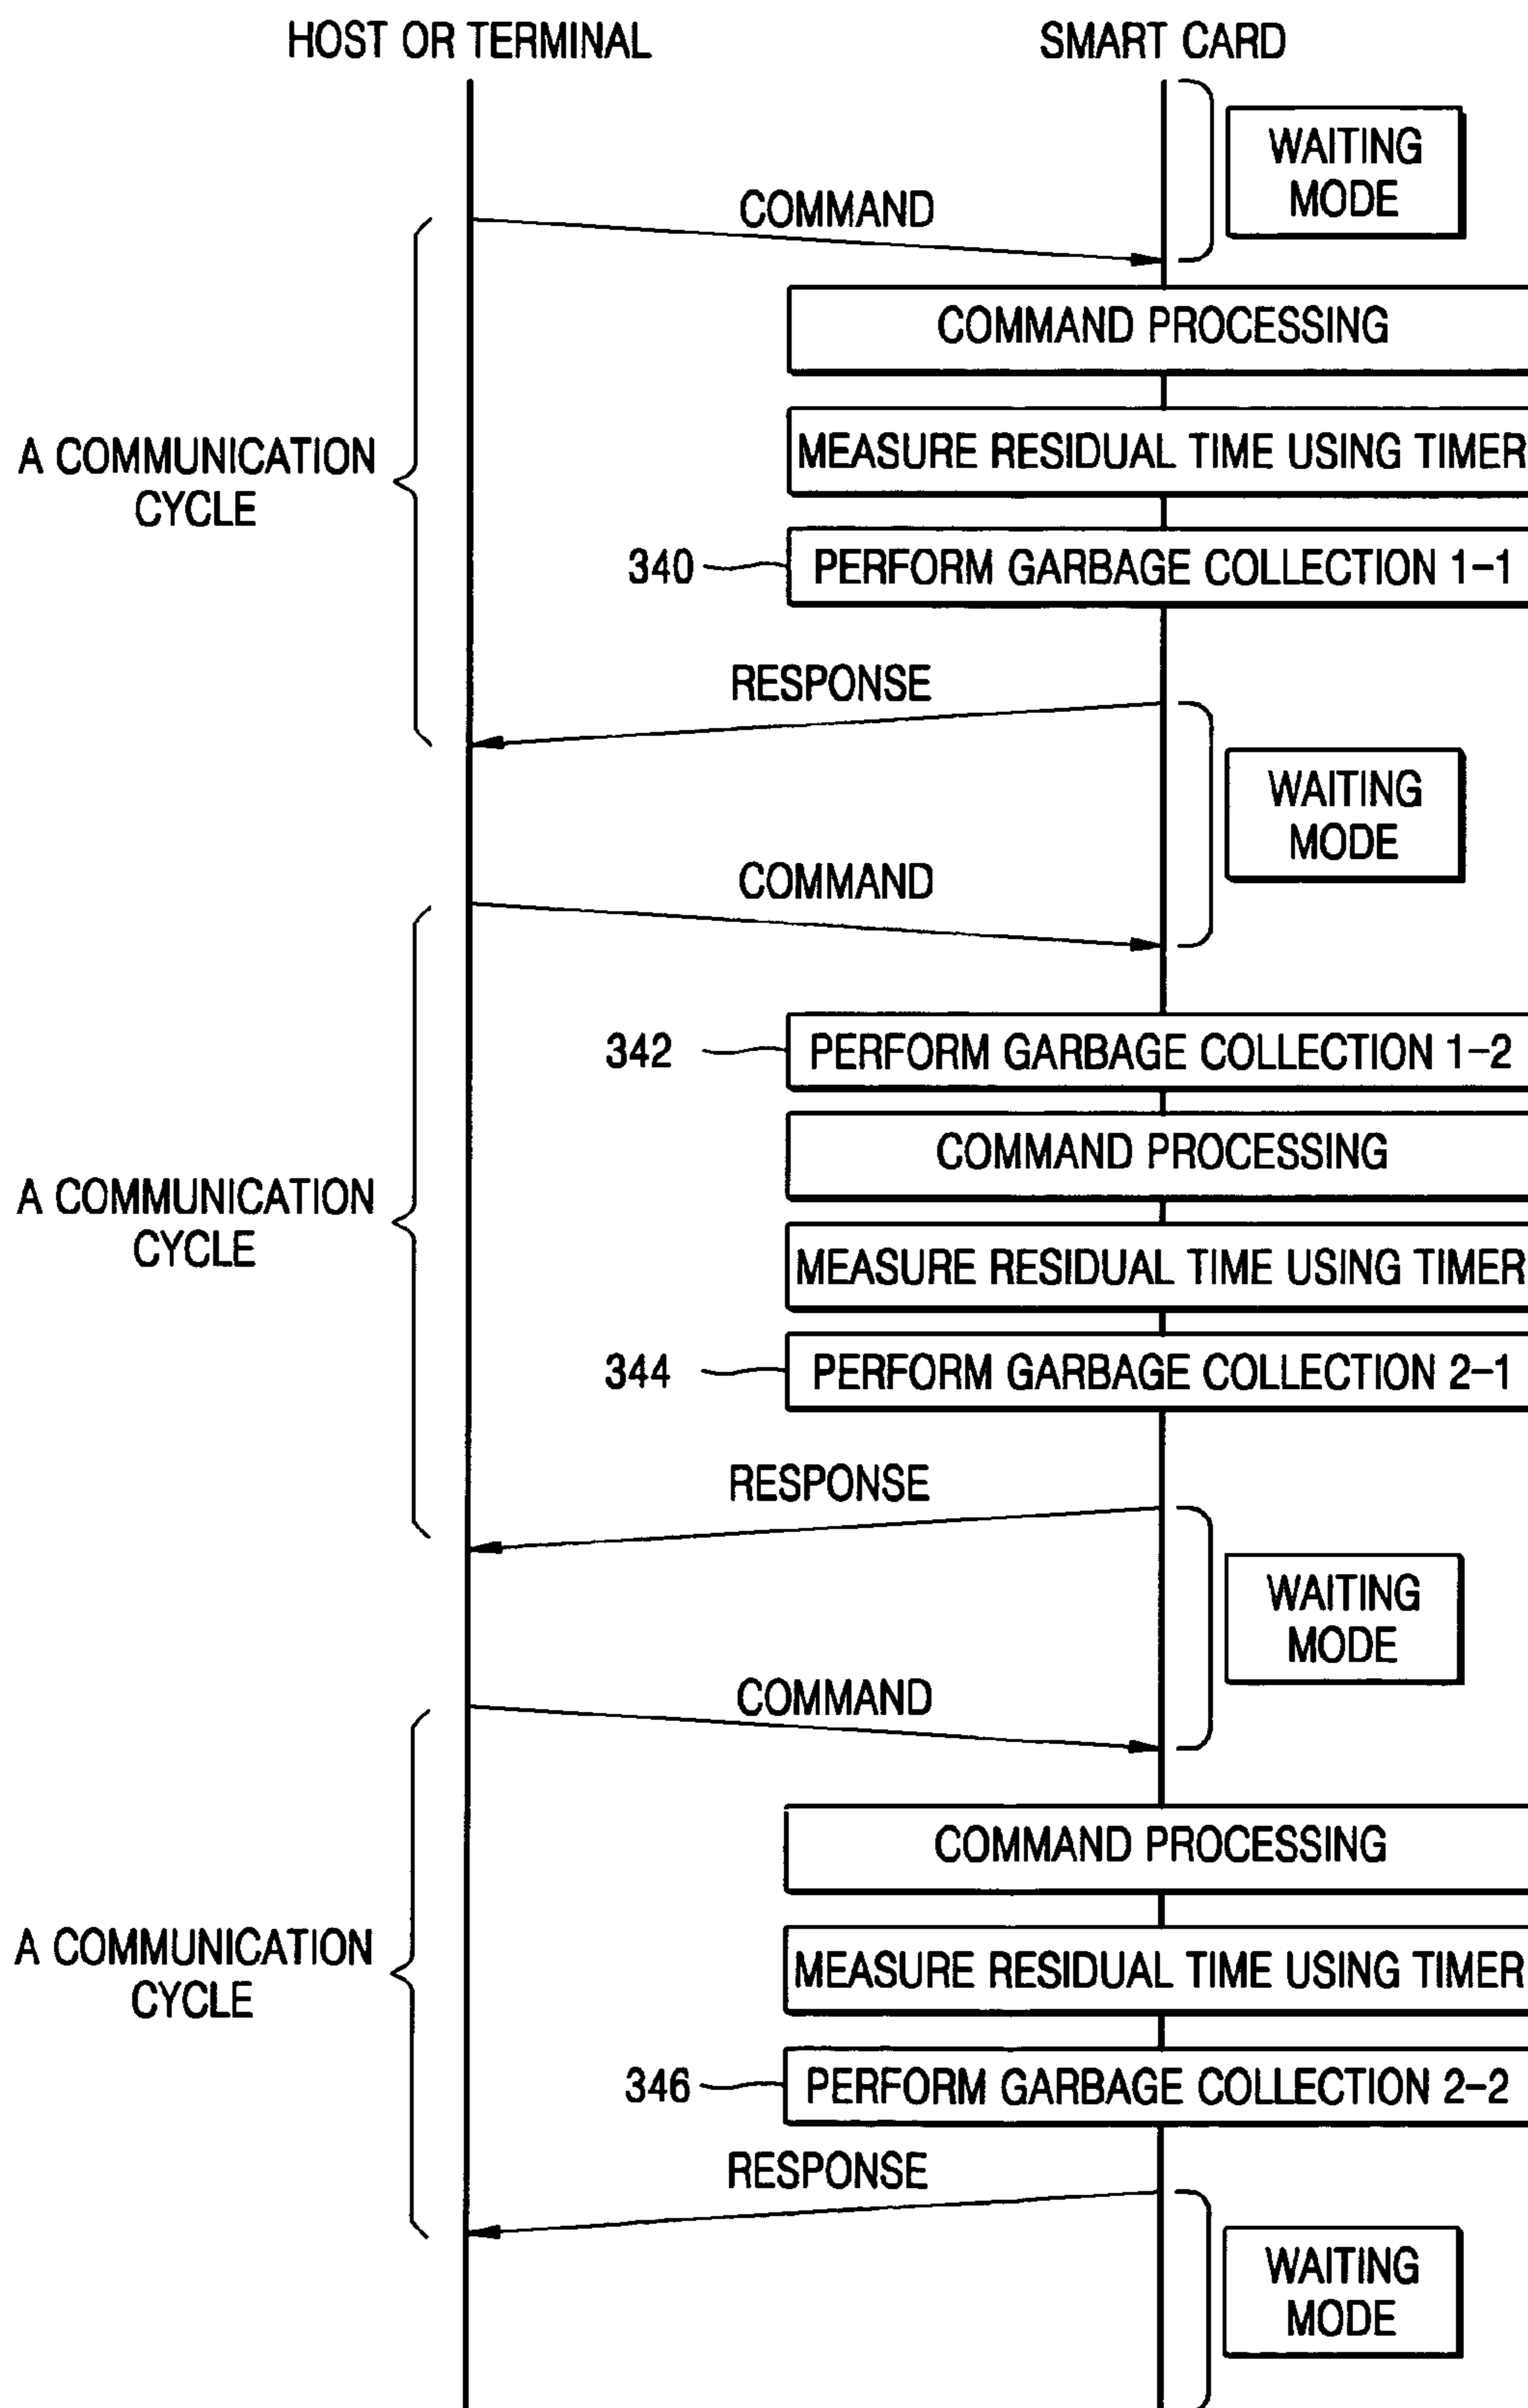 HOST OR TERMINAL
SMART CARD
WAITING
MODE
COMMAND
COMMAND PROCESSING
MEASURE RESIDUAL TIME USING TIMER
A COMMUNICATION
CYCLE
340
PERFORM GARBAGE COLLECTION 1-1
RESPONSE
WAITING
MODE
COMMAND
342
PERFORM GARBAGE COLLECTION 1-2
COMMAND PROCESSING
A COMMUNICATION
CYCLE
MEASURE RESIDUAL TIME USING TIMER
344
PERFORM GARBAGE COLLECTION 2-1
RESPONSE
WAITING
MODE
COMMAND
COMMAND PROCESSING
A COMMUNICATION
CYCLE
MEASURE RESIDUAL TIME USING TIMER
346
PERFORM GARBAGE COLLECTION 2-2
RESPONSE
WAITING
MODE